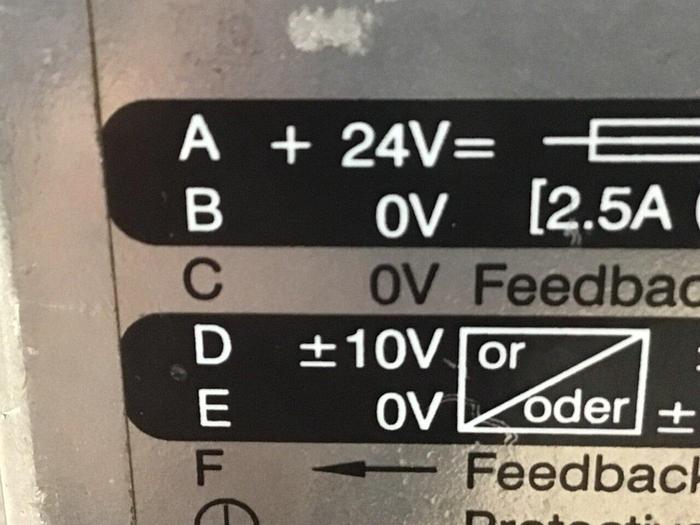 A + 24V=
B 0V [2.5A
C 0V Feedbac
D ±10V or
E 0V oder ±
F ← Feedback